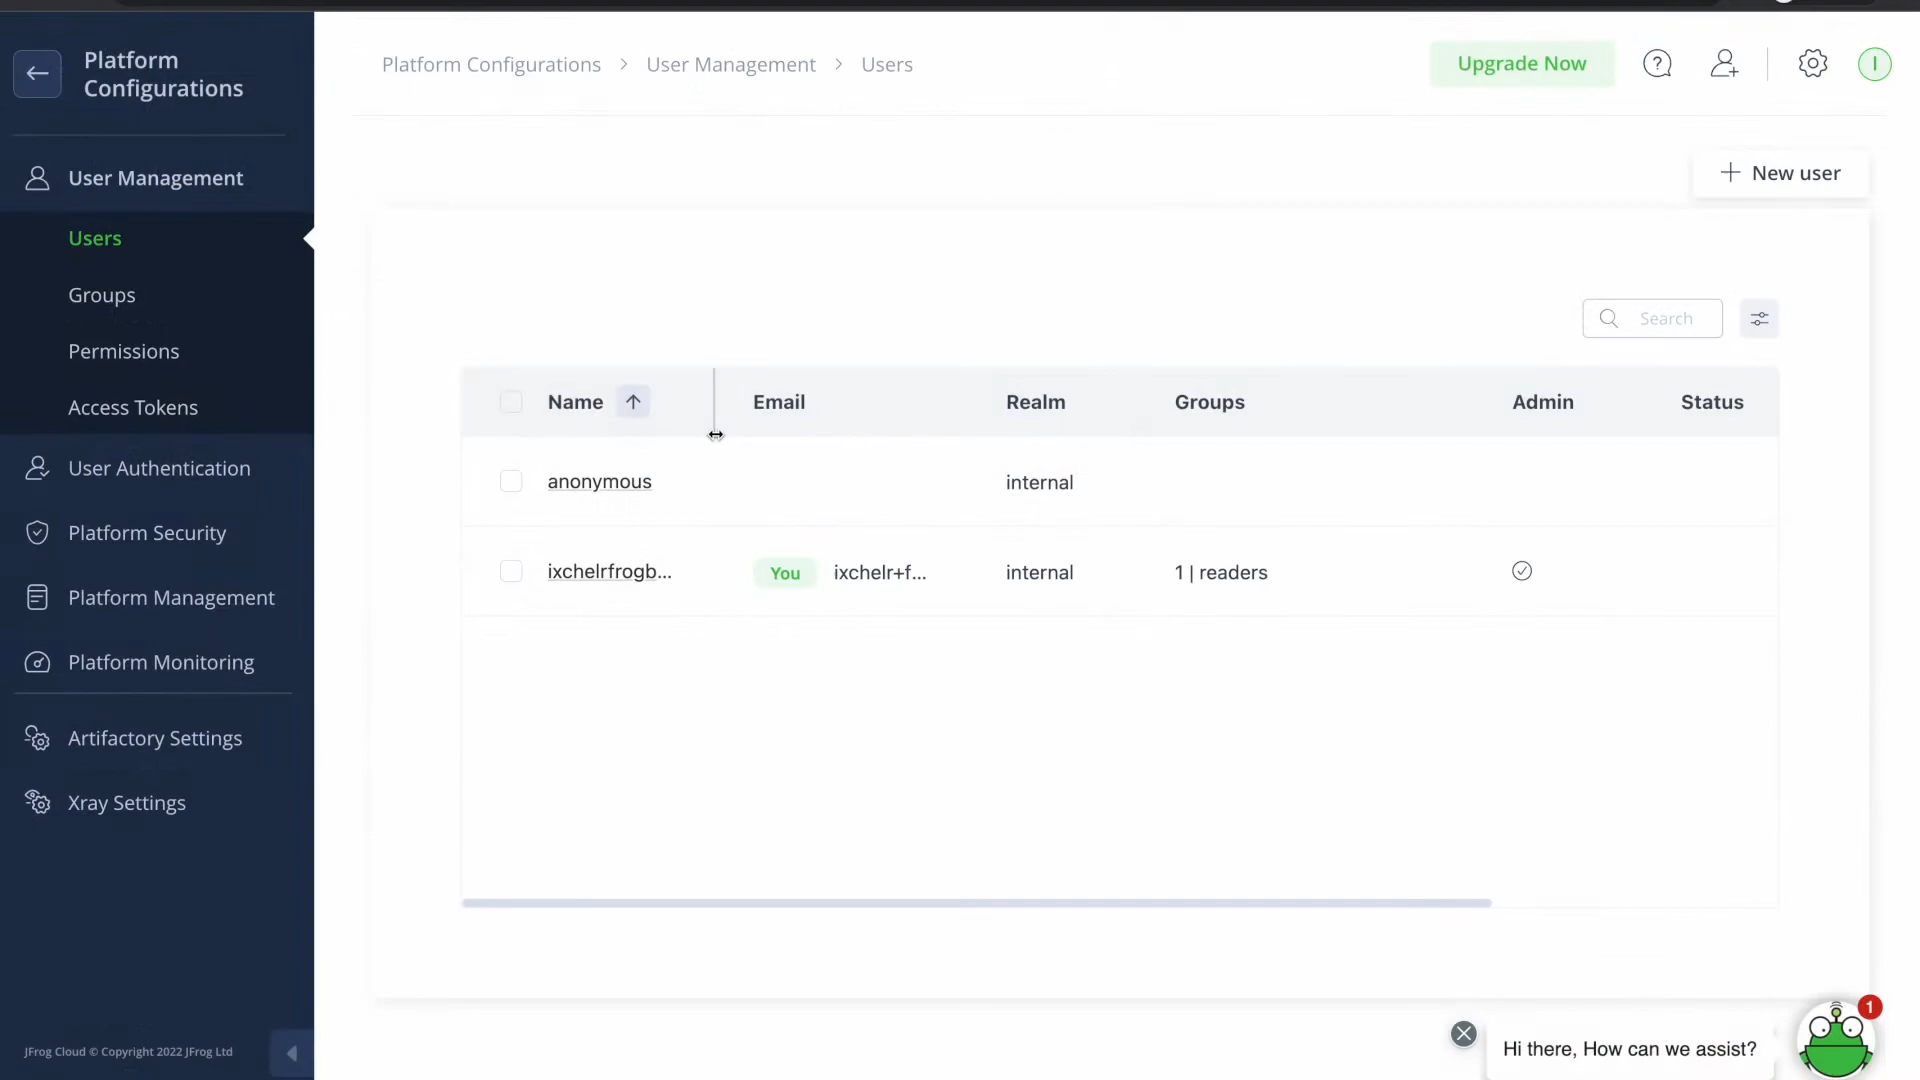 Platform
Configurations
User Management
Users
Groups
Permissions
Access Tokens
User Authentication
Platform Security
Platform Management
Platform Monitoring
Artifactory Settings
Xray Settings
JFrog Cloud © Copyright 2022 JFrog Ltd
Platform Configurations > User Management > Users
Upgrade Now
I
New user
Search
Name Email Realm Groups Admin Status
anonymous internal
ixchelrfrogb... You ixchelr+f... internal 1 | readers
1
Hi there, How can we assist?